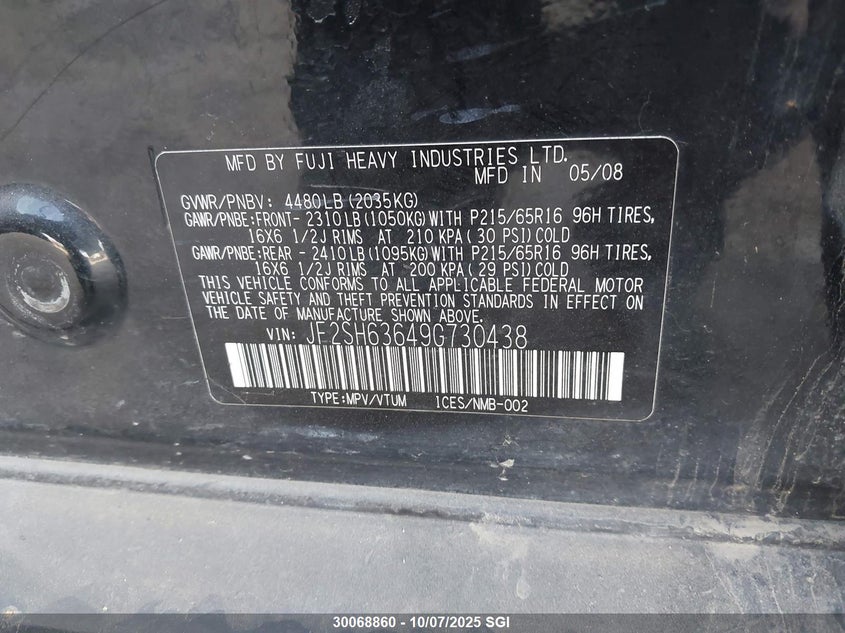 MFD BY FUJI HEAVY INDUSTRIES LTD.
MFD IN 05/08
GVWR/PNBV: 4480LB (2035KG)
GAWR/PNBE:FRONT- 2310LB (1050KG) WITH P215/65R16 96H TIRES,
16X6 1/2J RIMS AT 210 KPA ( 30 PSI) COLD
GAWR/PNBE:REAR - 2410LB (1095KG) WITH P215/65R16 96H TIRES,
16X6 1/2J RIMS AT 200 KPA ( 29 PSI) COLD
THIS VEHICLE CONFORMS TO ALL APPLICABLE FEDERAL MOTOR
VEHICLE SAFETY AND THEFT PREVENTION STANDARDS IN EFFECT ON
THE DATE OF MANUFACTURE SHOWN ABOVE.
VIN: JF2SH63649G730438
TYPE:MPV/VTUM ICES/NMB-002
30068860 - 10/07/2025 SGI